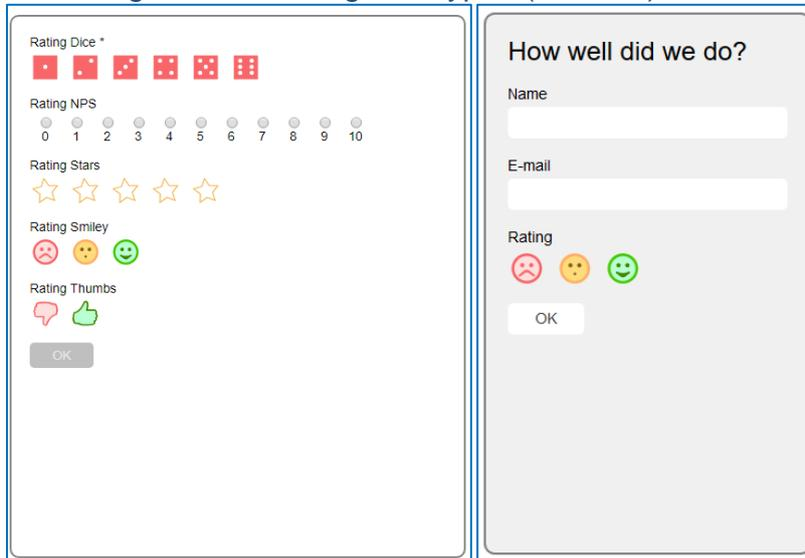 Rating Dice *
Rating NPS
0 1 2 3 4 5 6 7 8 9 10
Rating Stars
Rating Smiley
Rating Thumbs
OK
How well did we do?
Name
E-mail
Rating
OK